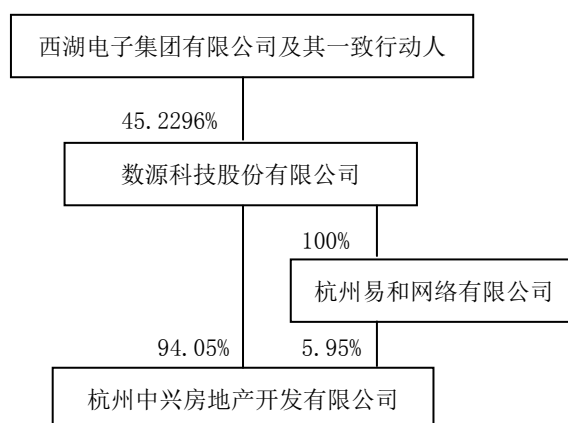 西湖电子集团有限公司及其一致行动人
45.2296%
数源科技股份有限公司
100%
杭州易和网络有限公司
94.05% 5.95%
杭州中兴房地产开发有限公司